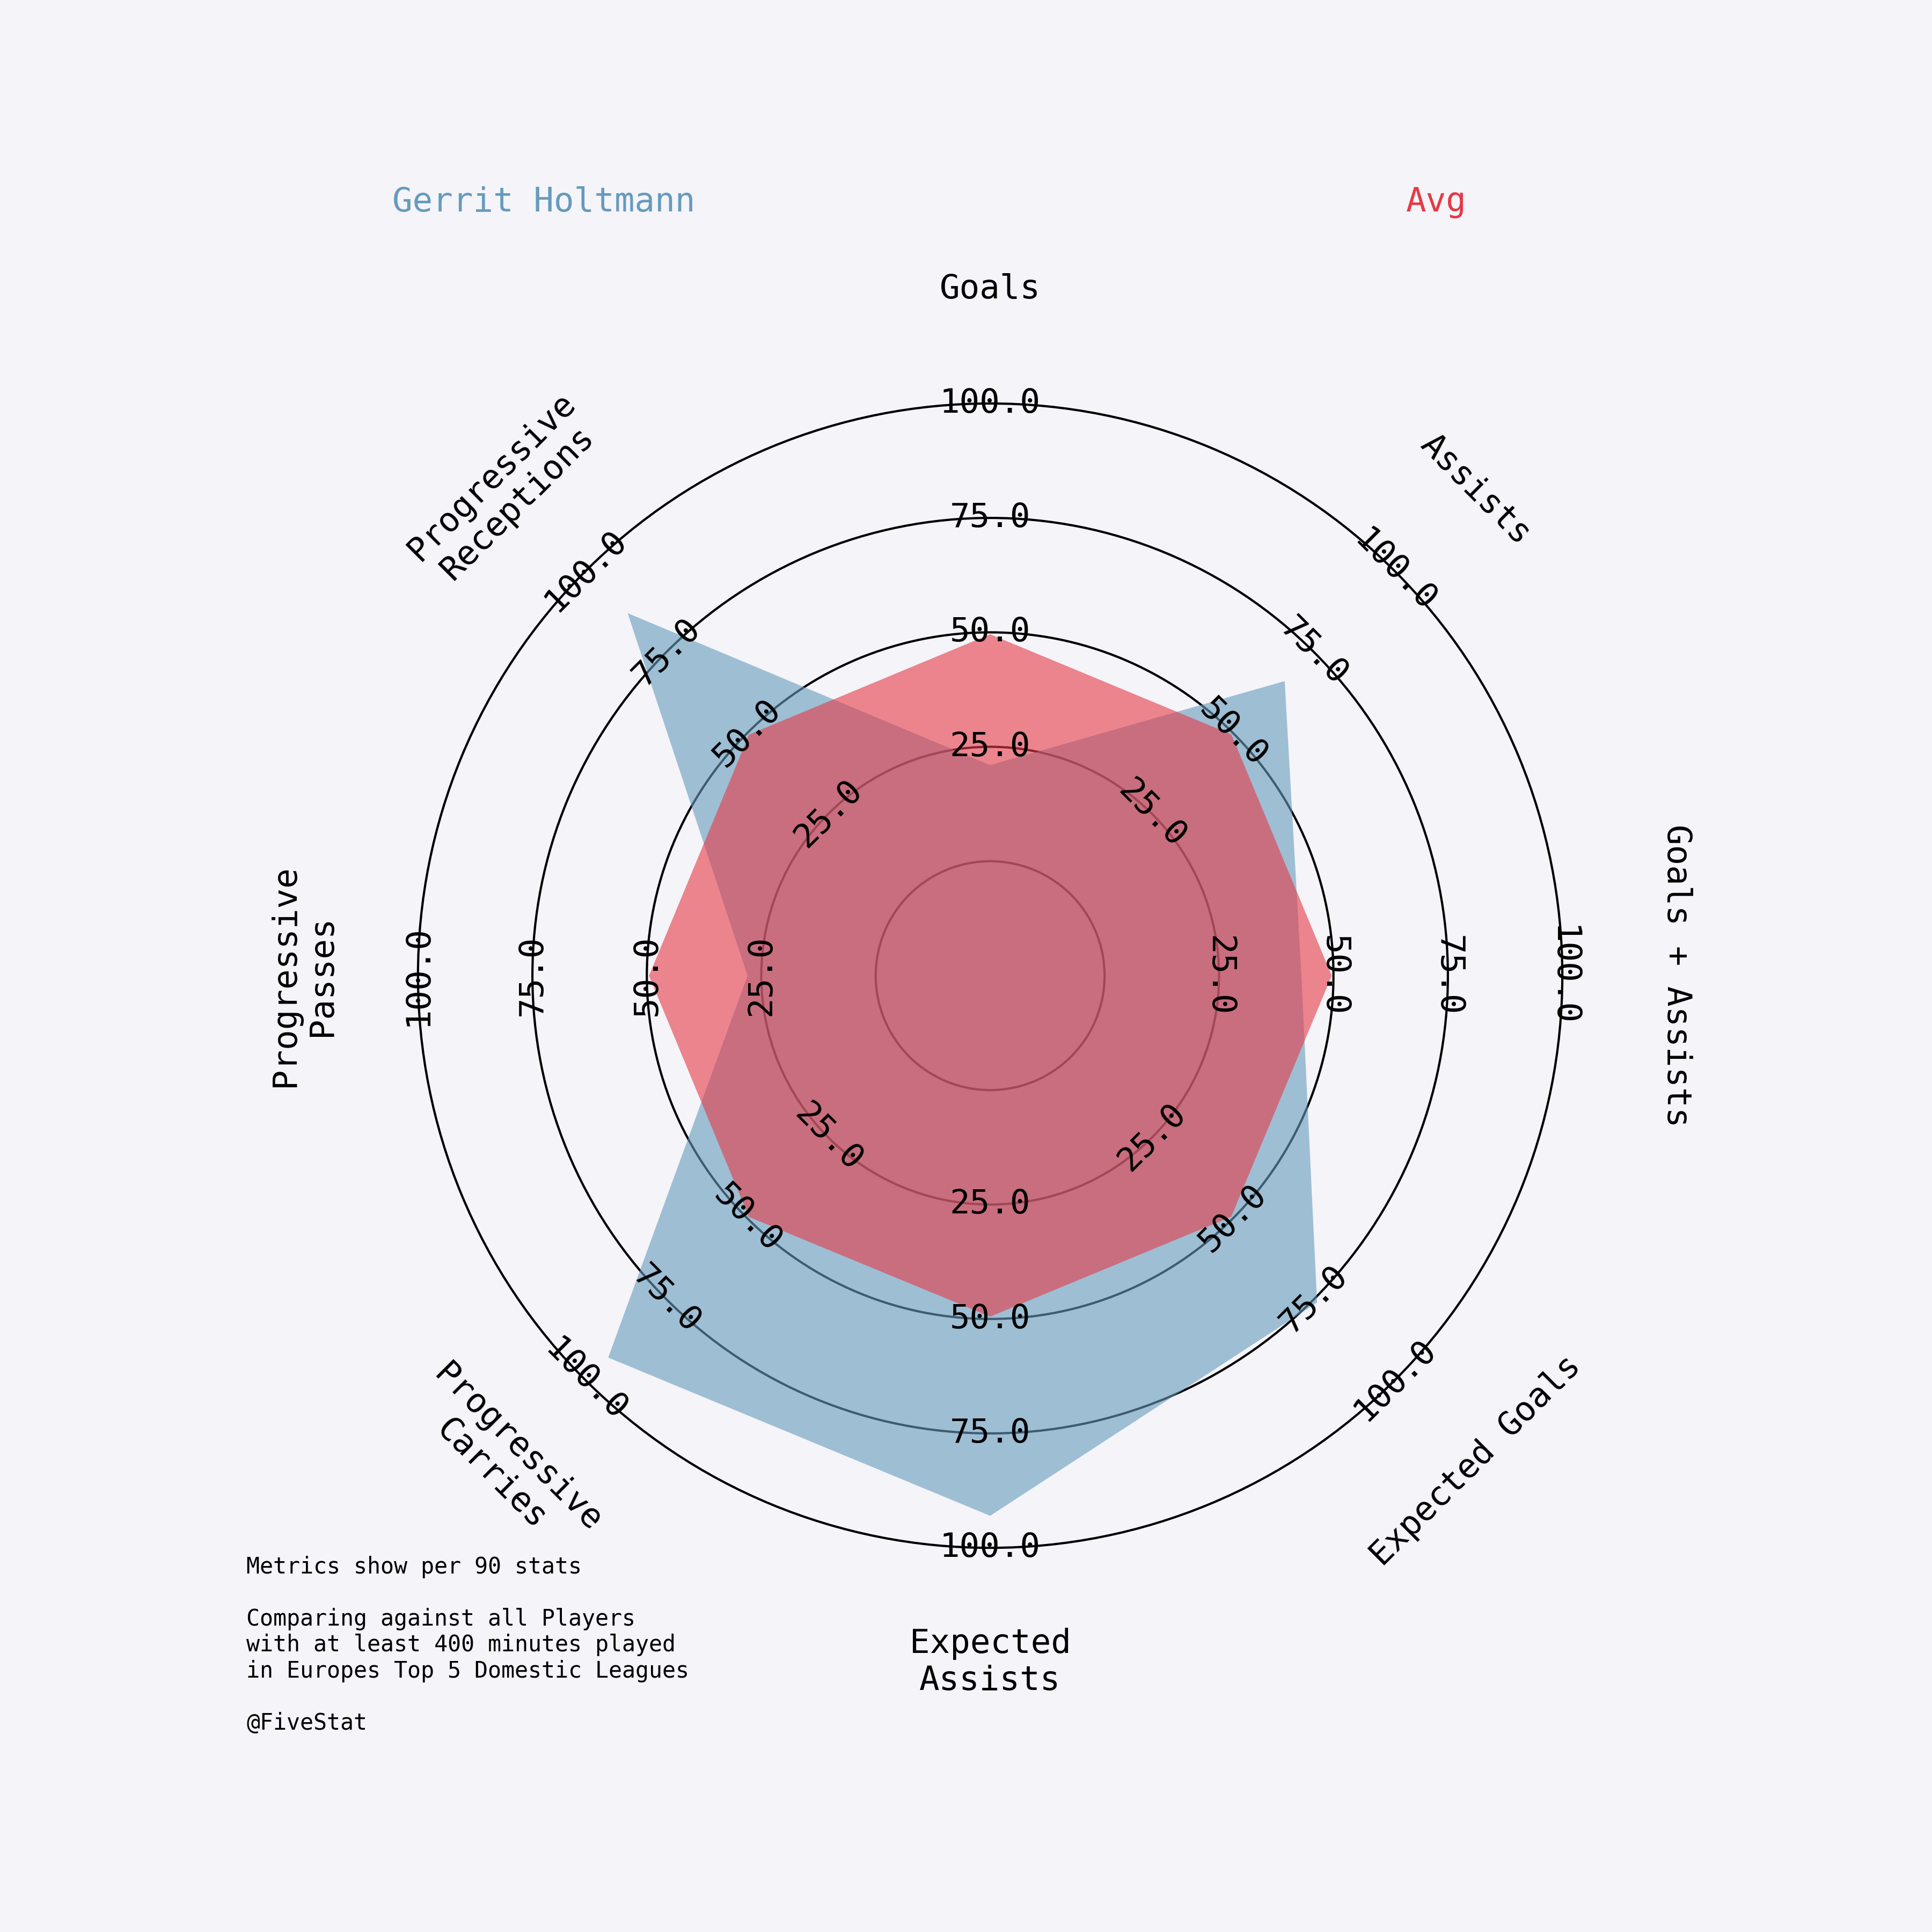 Gerrit Holtmann
Avg
Goals
Assists
Goals + Assists
Expected Goals
Expected
Assists
Progressive
Carries
Progressive
Passes
Progressive
Receptions
25.0
50.0
75.0
100.0
25.0
50.0
75.0
100.0
25.0
50.0
75.0
100.0
25.0
50.0
75.0
100.0
25.0
50.0
75.0
100.0
25.0
50.0
75.0
100.0
25.0
50.0
75.0
100.0
25.0
50.0
75.0
100.0
Metrics show per 90 stats
Comparing against all Players
with at least 400 minutes played
in Europes Top 5 Domestic Leagues
@FiveStat